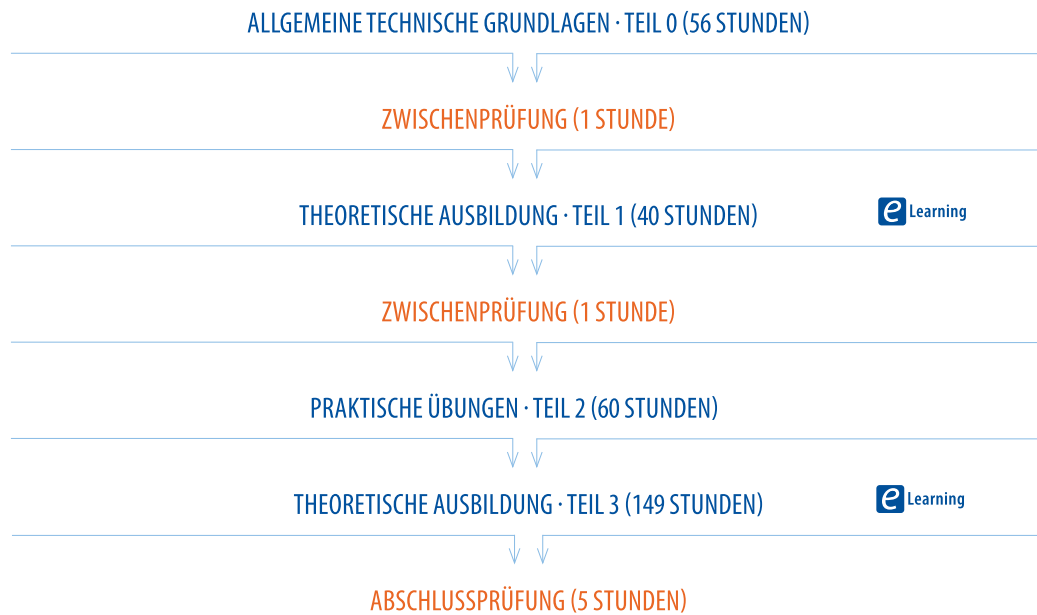 ALLGEMEINE TECHNISCHE GRUNDLAGEN · TEIL 0 (56 STUNDEN)
ZWISCHENPRÜFUNG (1 STUNDE)
THEORETISCHE AUSBILDUNG · TEIL 1 (40 STUNDEN)
e Learning
ZWISCHENPRÜFUNG (1 STUNDE)
PRAKTISCHE ÜBUNGEN · TEIL 2 (60 STUNDEN)
THEORETISCHE AUSBILDUNG · TEIL 3 (149 STUNDEN)
e Learning
ABSCHLUSSPRÜFUNG (5 STUNDEN)